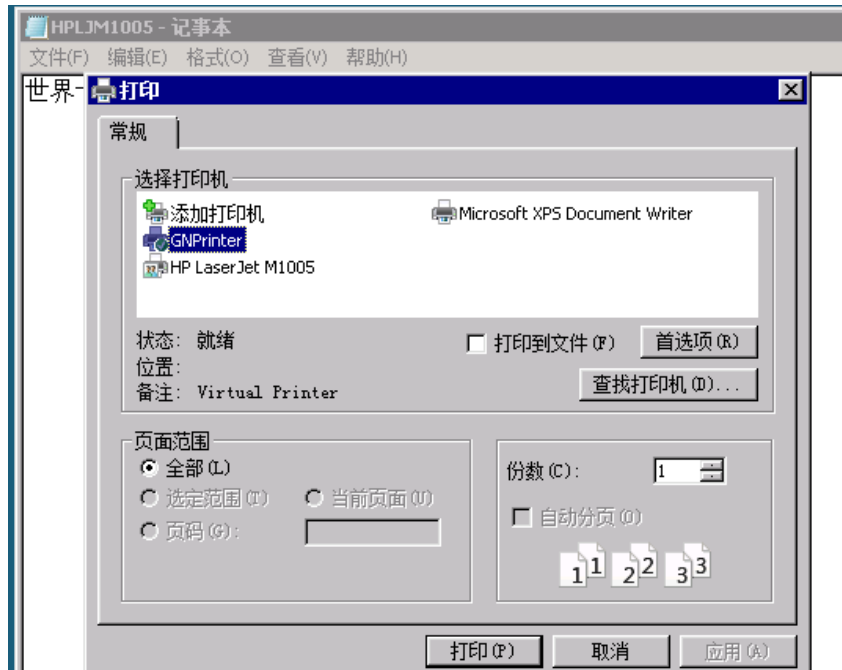 HPLJM1005 - 记事本
文件(F) 编辑(E) 格式(O) 查看(V) 帮助(H)
世界
打印
常规
选择打印机
添加打印机 Microsoft XPS Document Writer
GNPrinter
HP LaserJet M1005
状态: 就绪 打印到文件(F) 首选项(R)
位置:
备注: Virtual Printer 查找打印机(D)...
页面范围
全部(L) 份数(C): 1
选定范围(T) 当前页面(U) 自动分页(O)
页码(G):
1 1 2 2 3 3
打印(P) 取消 应用(A)